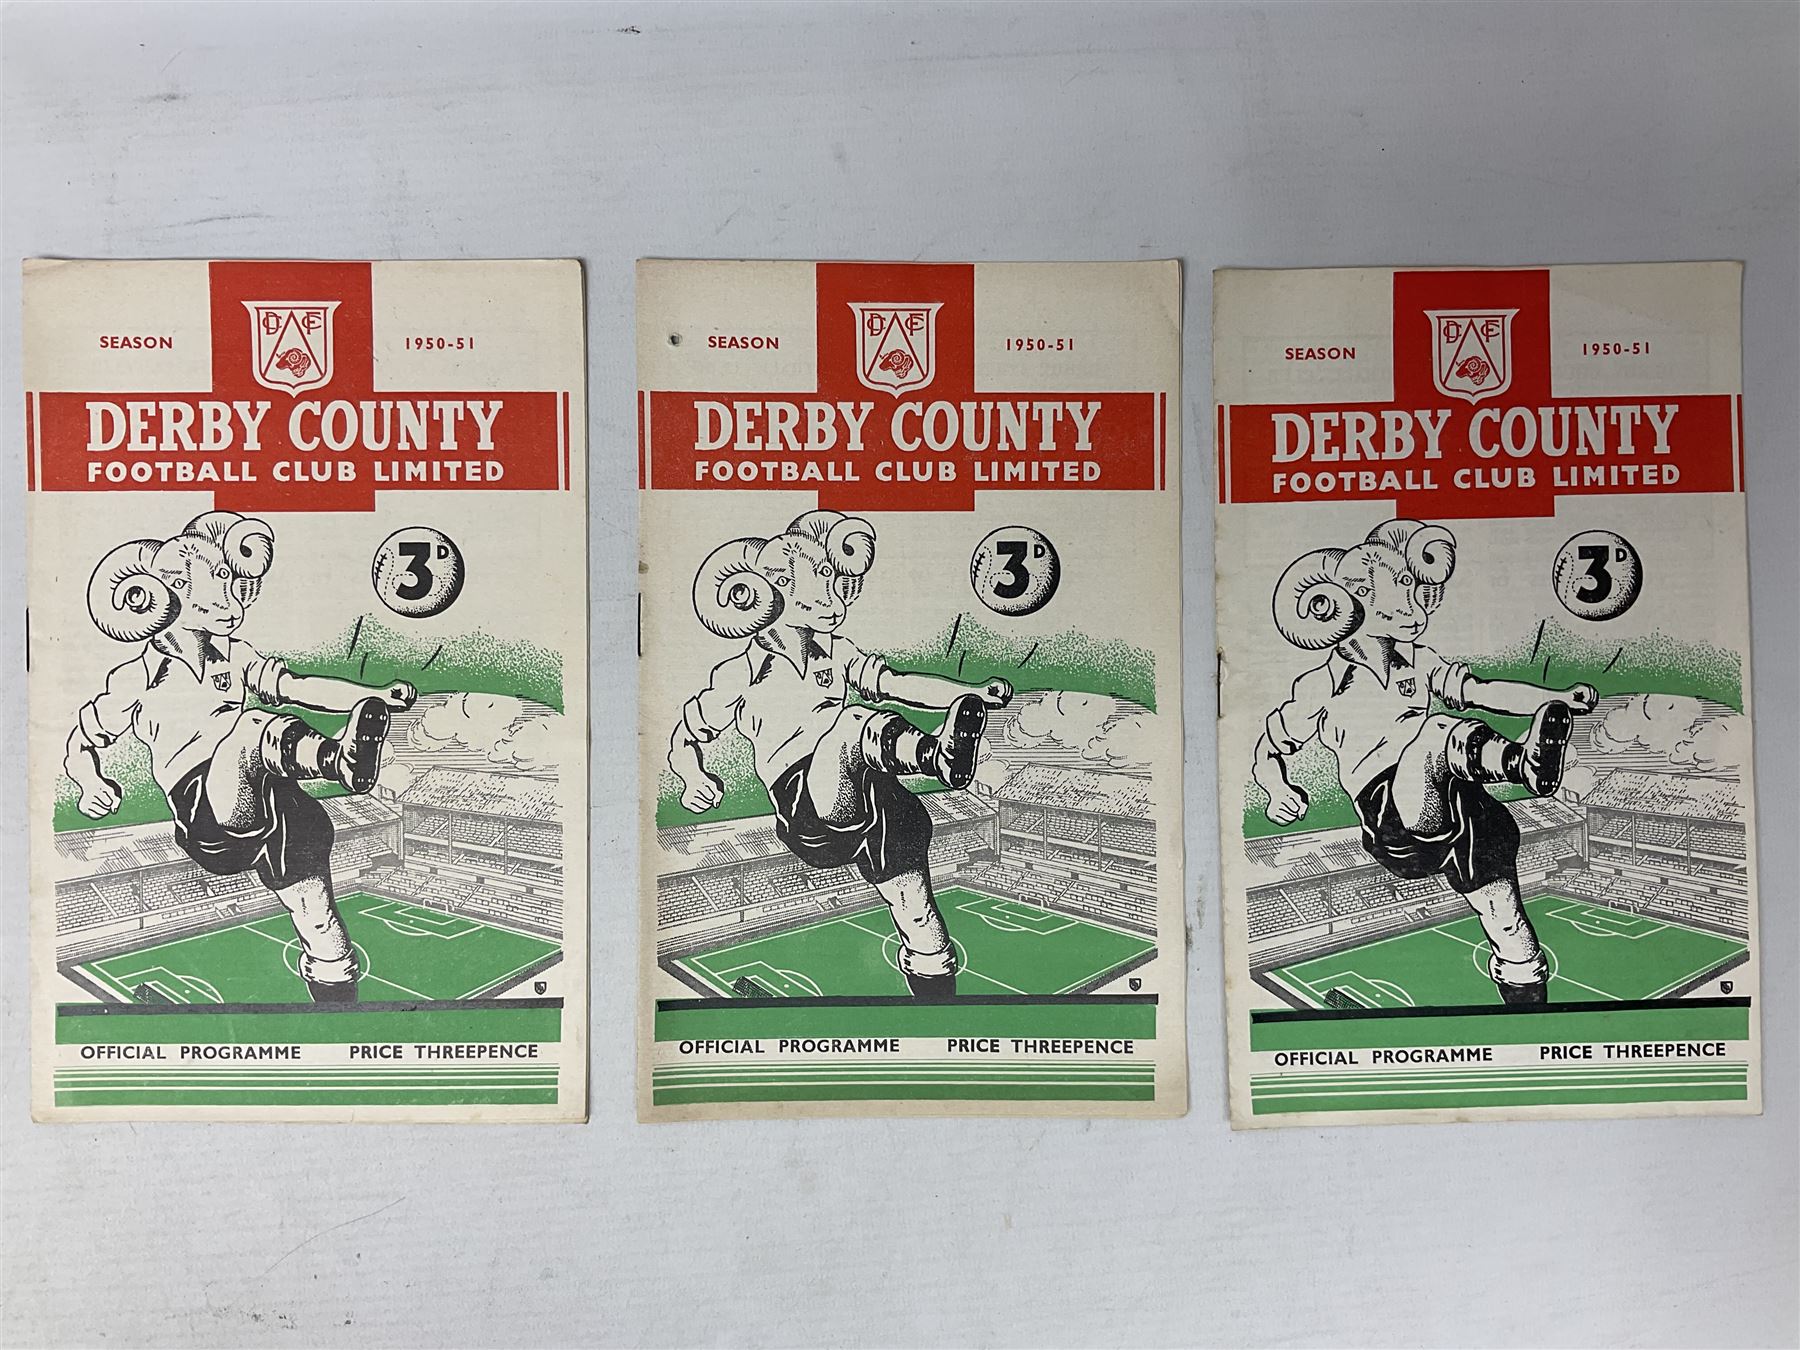 SEASON 1950-51
DCFC
DERBY COUNTY
FOOTBALL CLUB LIMITED
3D
OFFICIAL PROGRAMME PRICE THREEPENCE
SEASON 1950-51
DCFC
DERBY COUNTY
FOOTBALL CLUB LIMITED
3D
OFFICIAL PROGRAMME PRICE THREEPENCE
SEASON 1950-51
DCFC
DERBY COUNTY
FOOTBALL CLUB LIMITED
3D
OFFICIAL PROGRAMME PRICE THREEPENCE